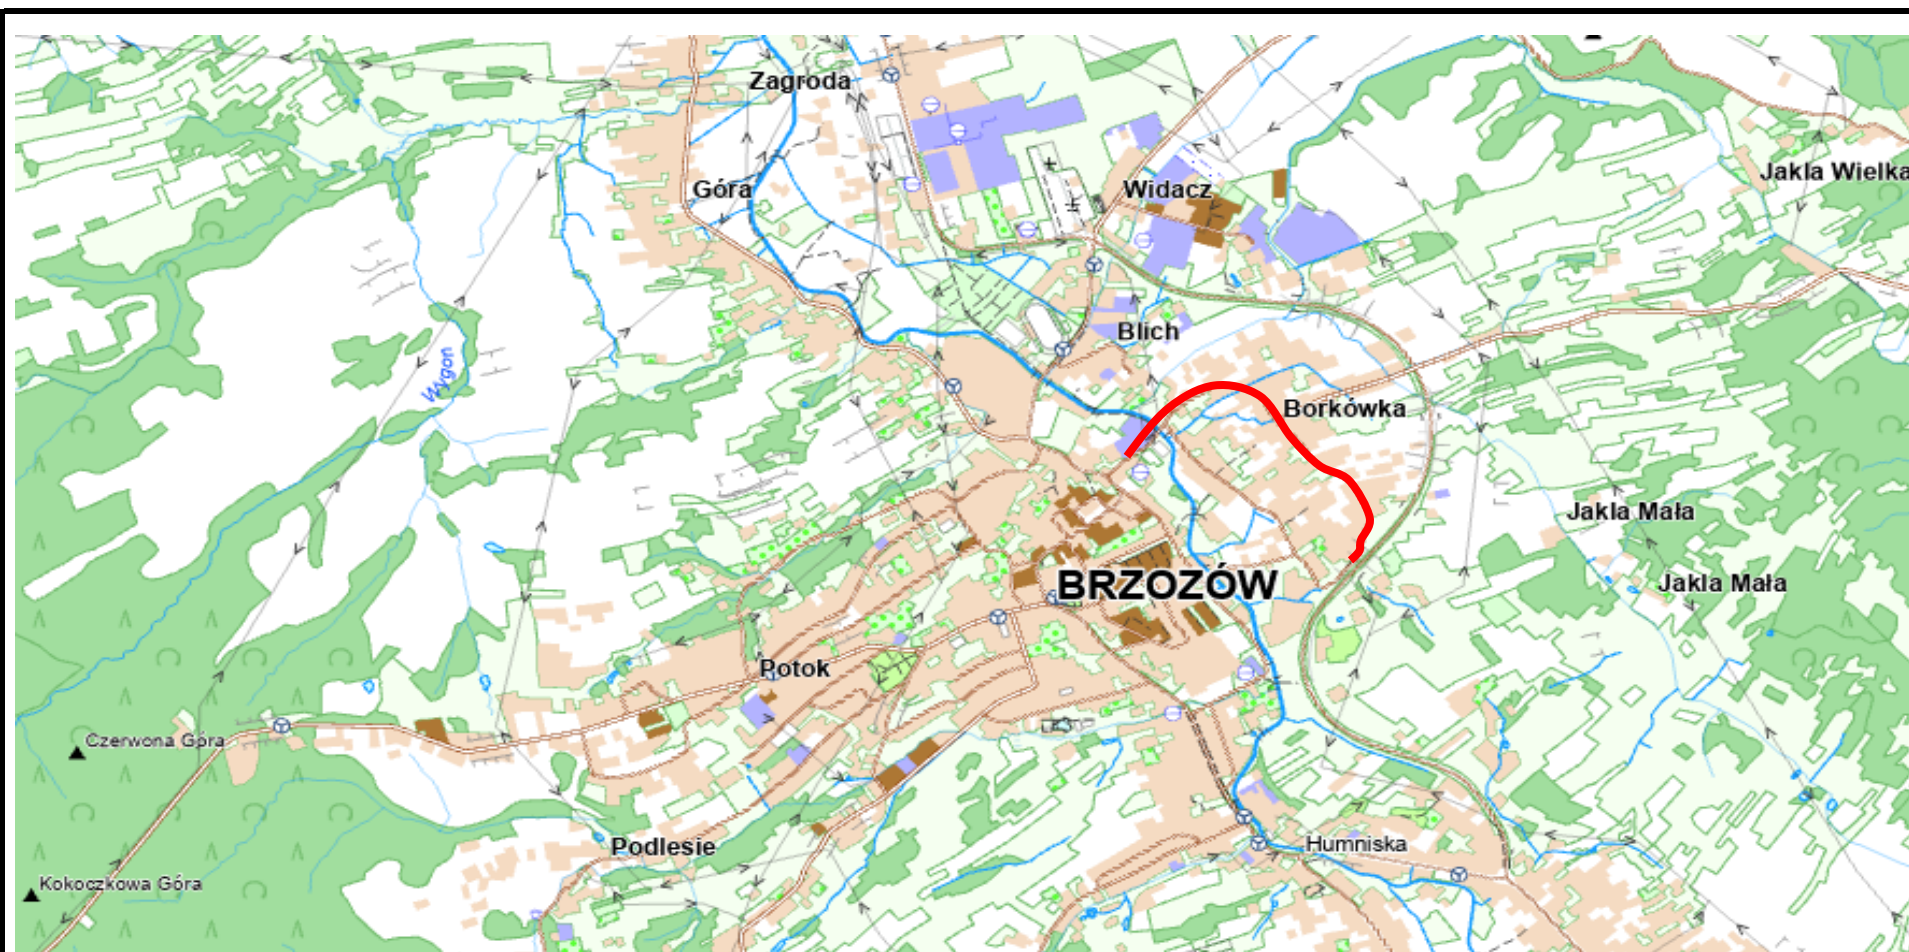 Zagroda
Jakla Wielka
Góra
Widacz
Blich
Wygon
Borkówka
Jakla Mała
BRZOZÓW
Jakla Mała
Potok
Czerwona Góra
Podlesie
Humniska
Kokoczkowa Góra